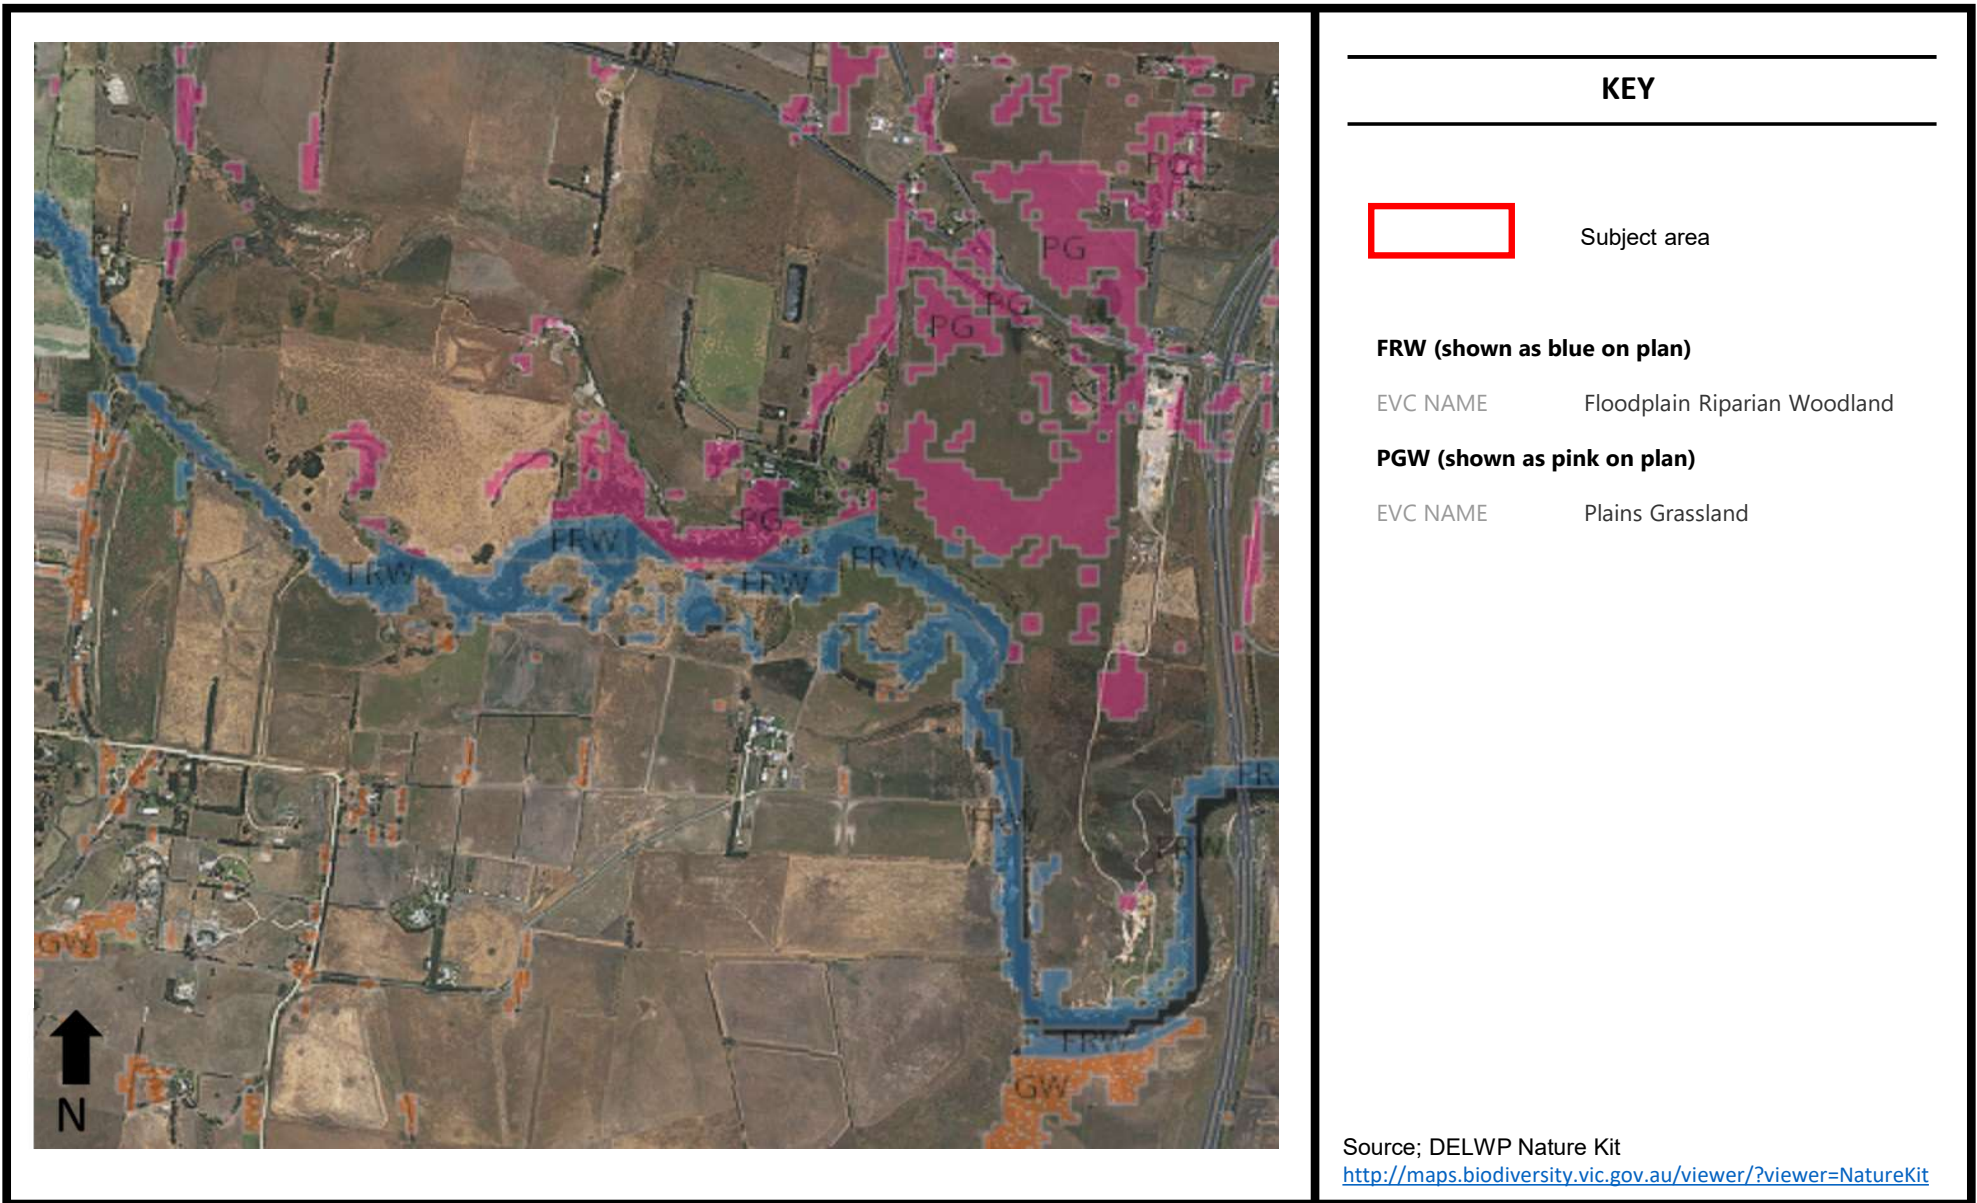 PG
PG
PG
PG
PG
FRW
FRW
FRW
FRW
FR
FRW
FRW
GW
GW
N
KEY
Subject area
FRW (shown as blue on plan)
EVC NAME Floodplain Riparian Woodland
PGW (shown as pink on plan)
EVC NAME Plains Grassland
Source; DELWP Nature Kit
http://maps.biodiversity.vic.gov.au/viewer/?viewer=NatureKit